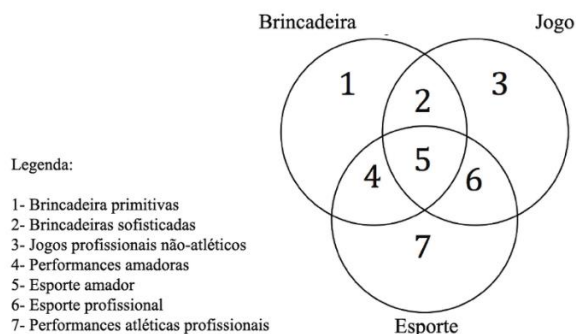 Brincadeira
Jogo
1
2
3
4
5
6
7
Esporte
Legenda:
1- Brincadeira primitivas
2- Brincadeiras sofisticadas
3- Jogos profissionais não-atléticos
4- Performances amadoras
5- Esporte amador
6- Esporte profissional
7- Performances atléticas profissionais